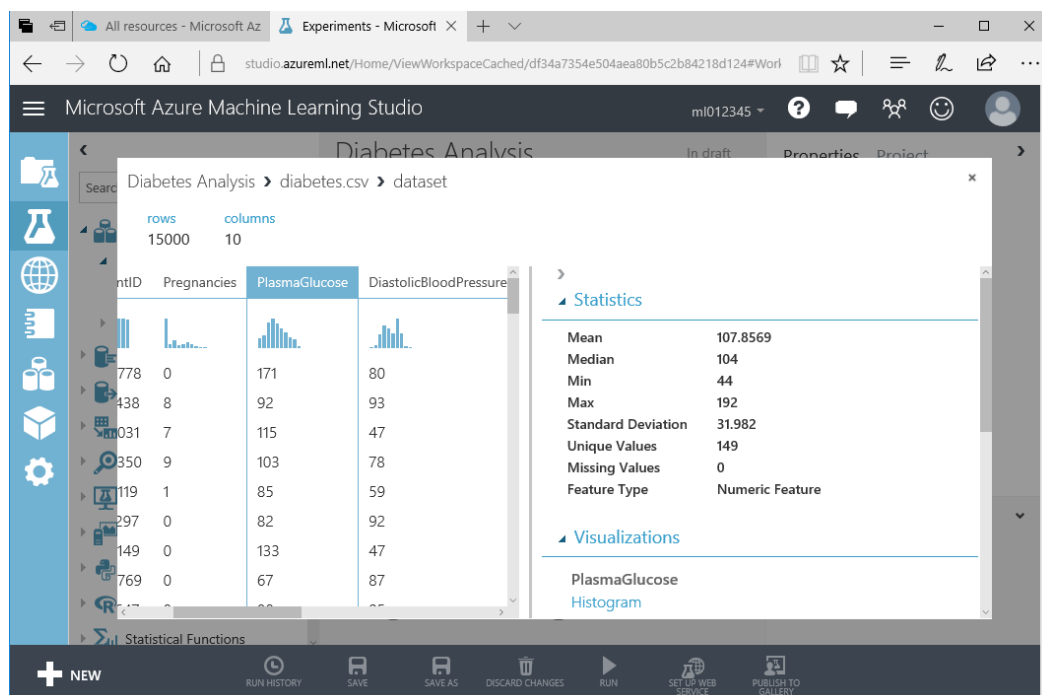 All resources - Microsoft Az
Experiments - Microsoft
studio.azureml.net/Home/ViewWorkspaceCached/df34a7354e504aea80b5c2b84218d124#Work
Microsoft Azure Machine Learning Studio
ml012345
Diabetes Analysis
In draft
Properties Project
Searc
Diabetes Analysis > diabetes.csv > dataset
rows columns
15000 10
ntID Pregnancies PlasmaGlucose DiastolicBloodPressure
778 0 171 80
438 8 92 93
031 7 115 47
350 9 103 78
119 1 85 59
297 0 82 92
149 0 133 47
769 0 67 87
Statistics
Mean 107.8569
Median 104
Min 44
Max 192
Standard Deviation 31.982
Unique Values 149
Missing Values 0
Feature Type Numeric Feature
Visualizations
PlasmaGlucose
Histogram
Statistical Functions
NEW
RUN HISTORY
SAVE
SAVE AS
DISCARD CHANGES
RUN
SET UP WEB
SERVICE
PUBLISH TO
GALLERY